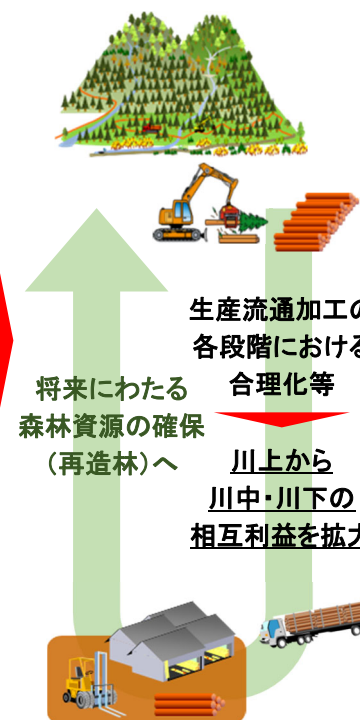 生産流通加工の
各段階における
合理化等
将来にわたる
森林資源の確保
（再造林）へ
川上から
川中・川下の
相互利益を拡大